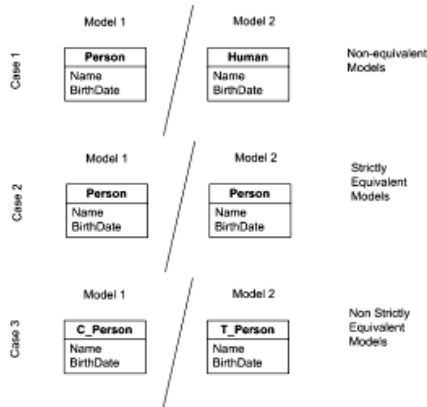 Case 1
Model 1
Model 2
Person
Name
BirthDate
Human
Name
BirthDate
Non-equivalent
Models
Case 2
Model 1
Model 2
Person
Name
BirthDate
Person
Name
BirthDate
Strictly
Equivalent
Models
Case 3
Model 1
Model 2
C_Person
Name
BirthDate
T_Person
Name
BirthDate
Non Strictly
Equivalent
Models